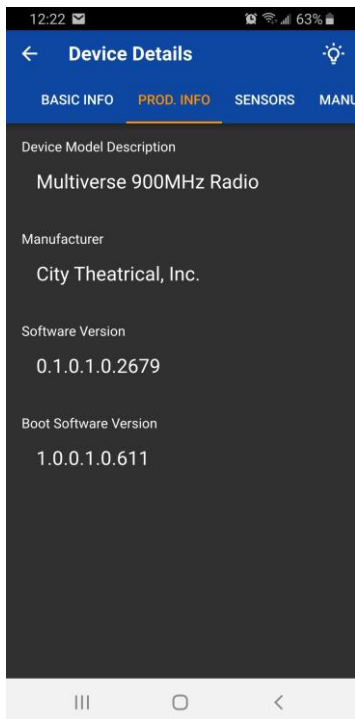 12:22 63%
Device Details
BASIC INFO PROD. INFO SENSORS MANU
Device Model Description
Multiverse 900MHz Radio
Manufacturer
City Theatrical, Inc.
Software Version
0.1.0.1.0.2679
Boot Software Version
1.0.0.1.0.611